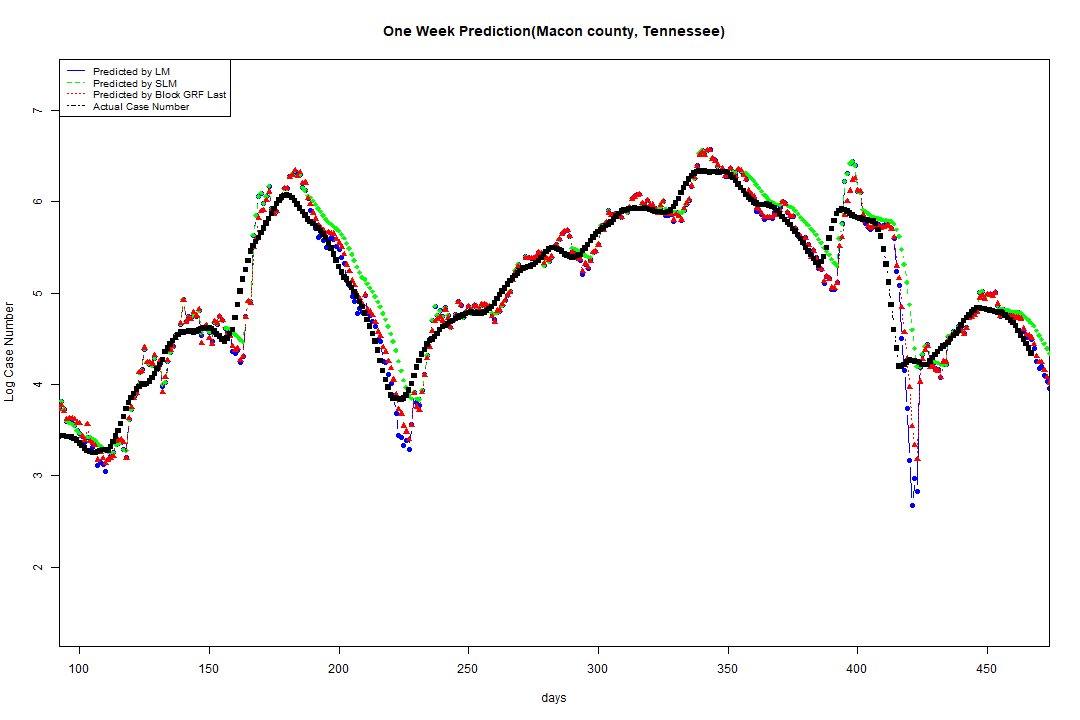 One Week Prediction(Macon county, Tennessee)
Predicted by LM
Predicted by SLM
Predicted by Block GRF Last
Actual Case Number
7
6
5
4
3
2
Log Case Number
100 150 200 250 300 350 400 450
days